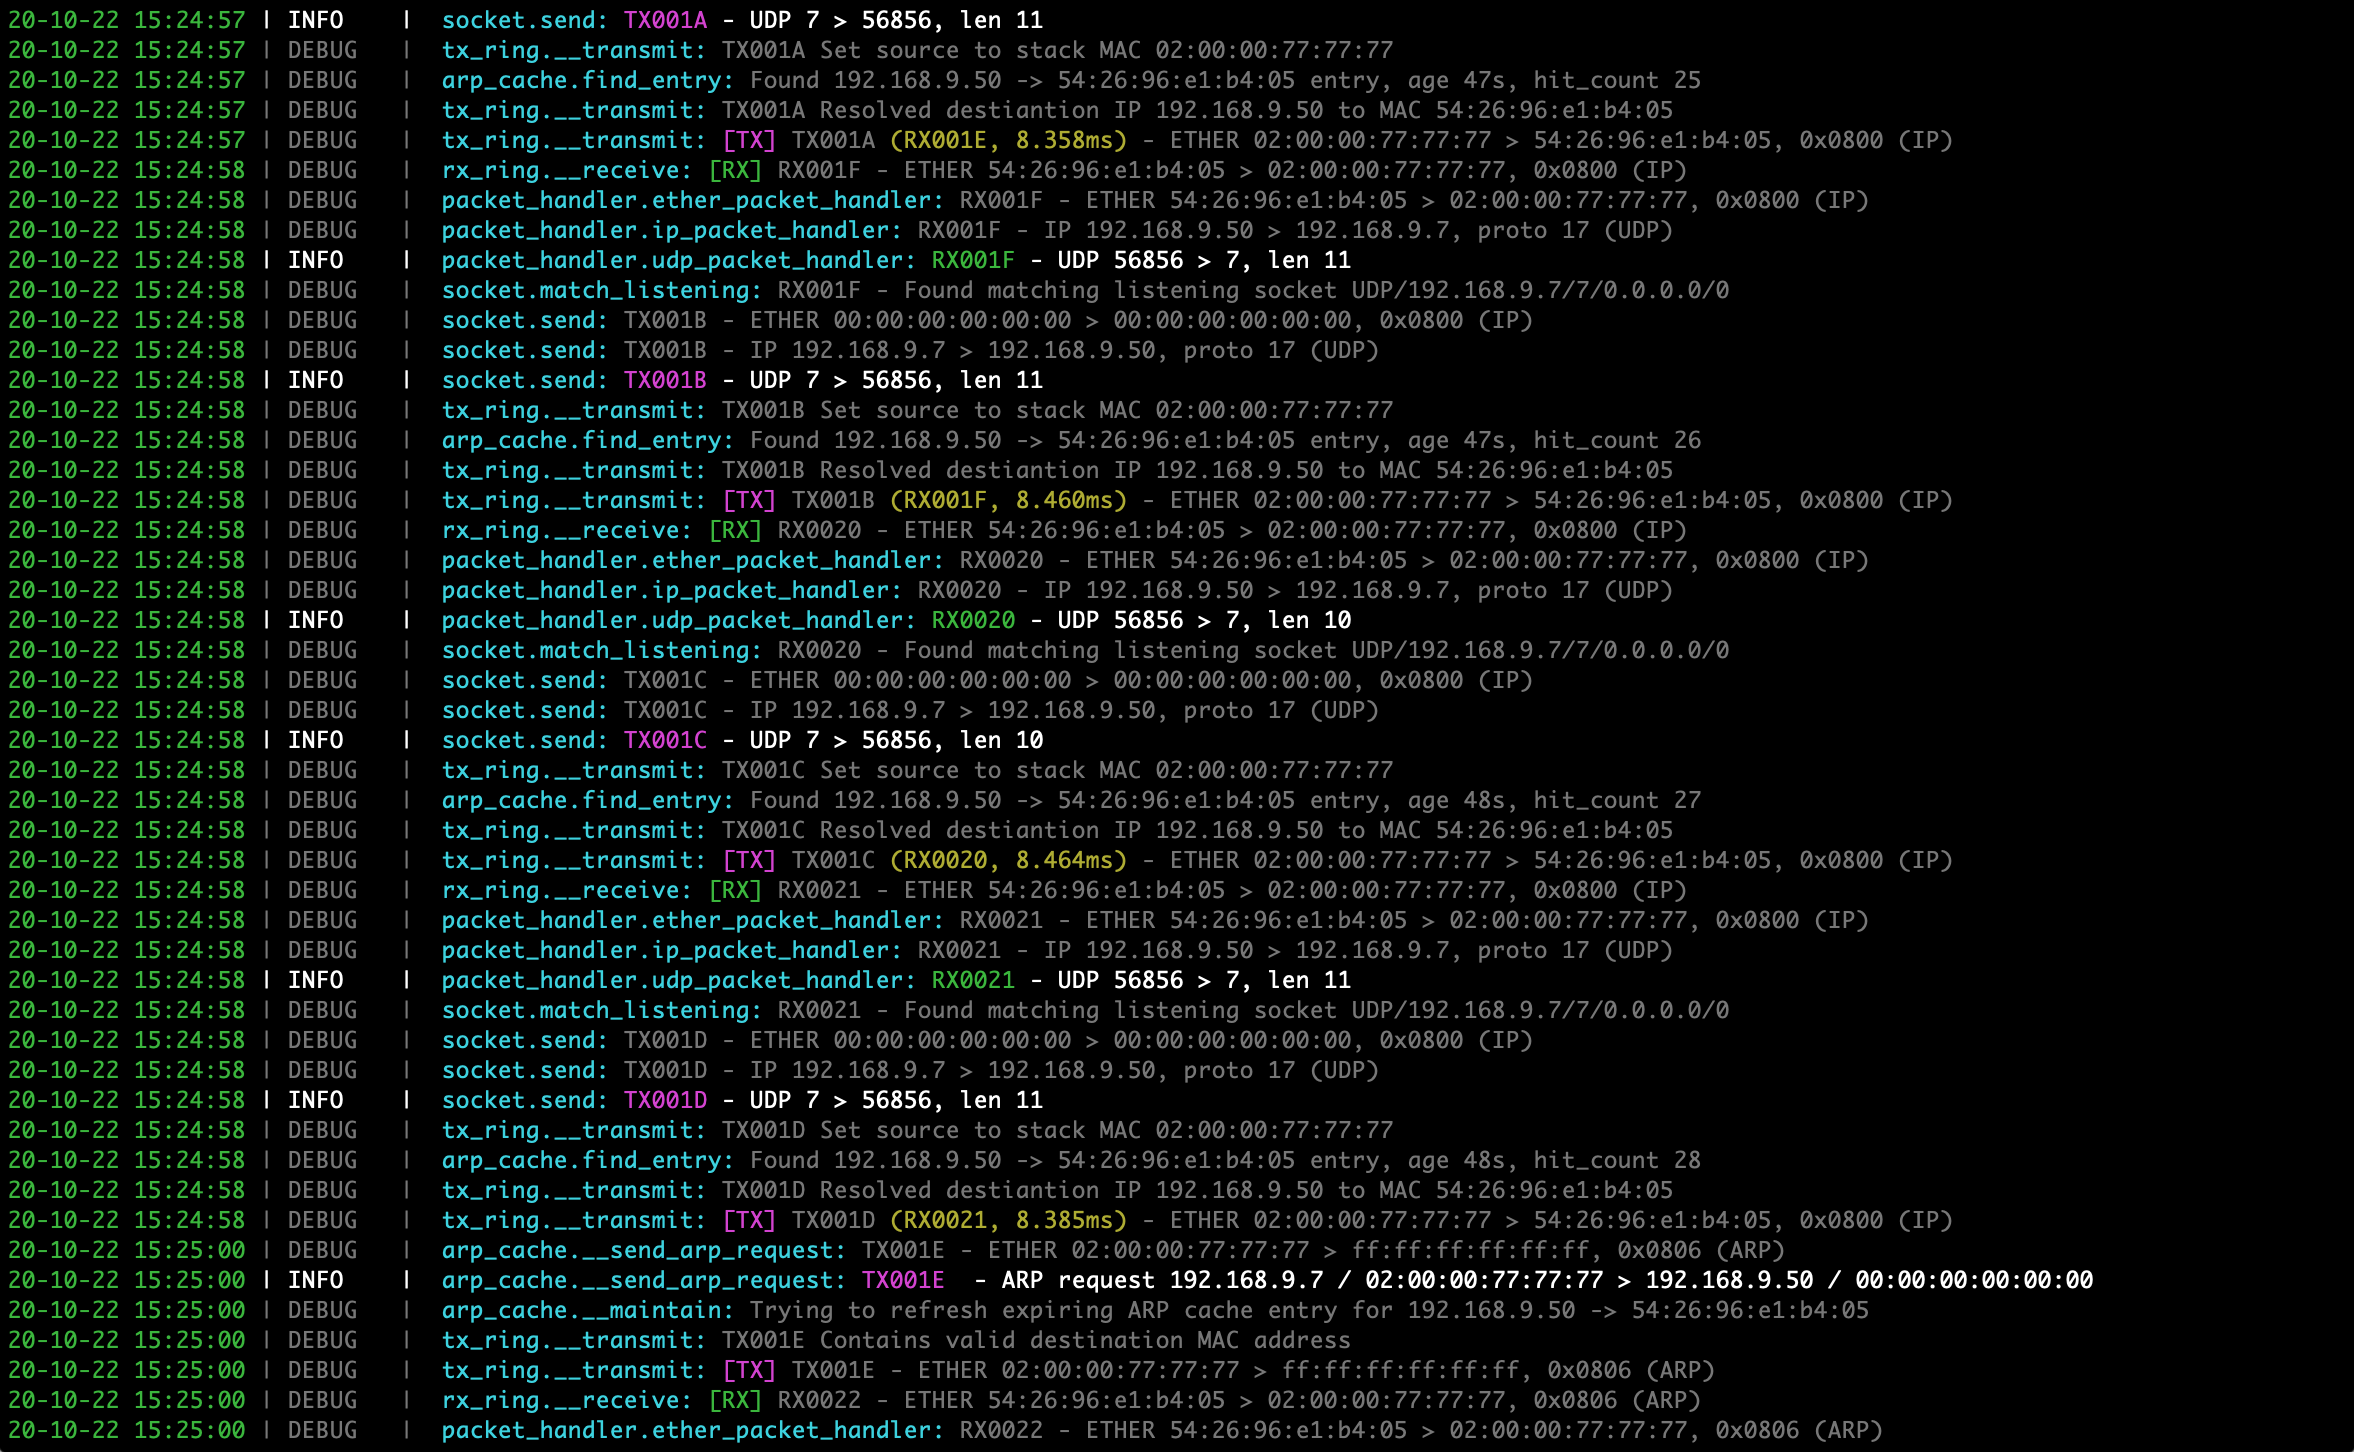 20-10-22 15:24:57 | INFO | socket.send: TX001A - UDP 7 > 56856, len 11
20-10-22 15:24:57 | DEBUG | tx_ring.__transmit: TX001A Set source to stack MAC 02:00:00:77:77:77
20-10-22 15:24:57 | DEBUG | arp_cache.find_entry: Found 192.168.9.50 -> 54:26:96:e1:b4:05 entry, age 47s, hit_count 25
20-10-22 15:24:57 | DEBUG | tx_ring.__transmit: TX001A Resolved destiantion IP 192.168.9.50 to MAC 54:26:96:e1:b4:05
20-10-22 15:24:57 | DEBUG | tx_ring.__transmit: [TX] TX001A (RX001E, 8.358ms) - ETHER 02:00:00:77:77:77 > 54:26:96:e1:b4:05, 0x0800 (IP)
20-10-22 15:24:58 | DEBUG | rx_ring.__receive: [RX] RX001F - ETHER 54:26:96:e1:b4:05 > 02:00:00:77:77:77, 0x0800 (IP)
20-10-22 15:24:58 | DEBUG | packet_handler.ether_packet_handler: RX001F - ETHER 54:26:96:e1:b4:05 > 02:00:00:77:77:77, 0x0800 (IP)
20-10-22 15:24:58 | DEBUG | packet_handler.ip_packet_handler: RX001F - IP 192.168.9.50 > 192.168.9.7, proto 17 (UDP)
20-10-22 15:24:58 | INFO | packet_handler.udp_packet_handler: RX001F - UDP 56856 > 7, len 11
20-10-22 15:24:58 | DEBUG | socket.match_listening: RX001F - Found matching listening socket UDP/192.168.9.7/7/0.0.0.0/0
20-10-22 15:24:58 | DEBUG | socket.send: TX001B - ETHER 00:00:00:00:00:00 > 00:00:00:00:00:00, 0x0800 (IP)
20-10-22 15:24:58 | DEBUG | socket.send: TX001B - IP 192.168.9.7 > 192.168.9.50, proto 17 (UDP)
20-10-22 15:24:58 | INFO | socket.send: TX001B - UDP 7 > 56856, len 11
20-10-22 15:24:58 | DEBUG | tx_ring.__transmit: TX001B Set source to stack MAC 02:00:00:77:77:77
20-10-22 15:24:58 | DEBUG | arp_cache.find_entry: Found 192.168.9.50 -> 54:26:96:e1:b4:05 entry, age 47s, hit_count 26
20-10-22 15:24:58 | DEBUG | tx_ring.__transmit: TX001B Resolved destiantion IP 192.168.9.50 to MAC 54:26:96:e1:b4:05
20-10-22 15:24:58 | DEBUG | tx_ring.__transmit: [TX] TX001B (RX001F, 8.460ms) - ETHER 02:00:00:77:77:77 > 54:26:96:e1:b4:05, 0x0800 (IP)
20-10-22 15:24:58 | DEBUG | rx_ring.__receive: [RX] RX0020 - ETHER 54:26:96:e1:b4:05 > 02:00:00:77:77:77, 0x0800 (IP)
20-10-22 15:24:58 | DEBUG | packet_handler.ether_packet_handler: RX0020 - ETHER 54:26:96:e1:b4:05 > 02:00:00:77:77:77, 0x0800 (IP)
20-10-22 15:24:58 | DEBUG | packet_handler.ip_packet_handler: RX0020 - IP 192.168.9.50 > 192.168.9.7, proto 17 (UDP)
20-10-22 15:24:58 | INFO | packet_handler.udp_packet_handler: RX0020 - UDP 56856 > 7, len 10
20-10-22 15:24:58 | DEBUG | socket.match_listening: RX0020 - Found matching listening socket UDP/192.168.9.7/7/0.0.0.0/0
20-10-22 15:24:58 | DEBUG | socket.send: TX001C - ETHER 00:00:00:00:00:00 > 00:00:00:00:00:00, 0x0800 (IP)
20-10-22 15:24:58 | DEBUG | socket.send: TX001C - IP 192.168.9.7 > 192.168.9.50, proto 17 (UDP)
20-10-22 15:24:58 | INFO | socket.send: TX001C - UDP 7 > 56856, len 10
20-10-22 15:24:58 | DEBUG | tx_ring.__transmit: TX001C Set source to stack MAC 02:00:00:77:77:77
20-10-22 15:24:58 | DEBUG | arp_cache.find_entry: Found 192.168.9.50 -> 54:26:96:e1:b4:05 entry, age 48s, hit_count 27
20-10-22 15:24:58 | DEBUG | tx_ring.__transmit: TX001C Resolved destiantion IP 192.168.9.50 to MAC 54:26:96:e1:b4:05
20-10-22 15:24:58 | DEBUG | tx_ring.__transmit: [TX] TX001C (RX0020, 8.464ms) - ETHER 02:00:00:77:77:77 > 54:26:96:e1:b4:05, 0x0800 (IP)
20-10-22 15:24:58 | DEBUG | rx_ring.__receive: [RX] RX0021 - ETHER 54:26:96:e1:b4:05 > 02:00:00:77:77:77, 0x0800 (IP)
20-10-22 15:24:58 | DEBUG | packet_handler.ether_packet_handler: RX0021 - ETHER 54:26:96:e1:b4:05 > 02:00:00:77:77:77, 0x0800 (IP)
20-10-22 15:24:58 | DEBUG | packet_handler.ip_packet_handler: RX0021 - IP 192.168.9.50 > 192.168.9.7, proto 17 (UDP)
20-10-22 15:24:58 | INFO | packet_handler.udp_packet_handler: RX0021 - UDP 56856 > 7, len 11
20-10-22 15:24:58 | DEBUG | socket.match_listening: RX0021 - Found matching listening socket UDP/192.168.9.7/7/0.0.0.0/0
20-10-22 15:24:58 | DEBUG | socket.send: TX001D - ETHER 00:00:00:00:00:00 > 00:00:00:00:00:00, 0x0800 (IP)
20-10-22 15:24:58 | DEBUG | socket.send: TX001D - IP 192.168.9.7 > 192.168.9.50, proto 17 (UDP)
20-10-22 15:24:58 | INFO | socket.send: TX001D - UDP 7 > 56856, len 11
20-10-22 15:24:58 | DEBUG | tx_ring.__transmit: TX001D Set source to stack MAC 02:00:00:77:77:77
20-10-22 15:24:58 | DEBUG | arp_cache.find_entry: Found 192.168.9.50 -> 54:26:96:e1:b4:05 entry, age 48s, hit_count 28
20-10-22 15:24:58 | DEBUG | tx_ring.__transmit: TX001D Resolved destiantion IP 192.168.9.50 to MAC 54:26:96:e1:b4:05
20-10-22 15:24:58 | DEBUG | tx_ring.__transmit: [TX] TX001D (RX0021, 8.385ms) - ETHER 02:00:00:77:77:77 > 54:26:96:e1:b4:05, 0x0800 (IP)
20-10-22 15:25:00 | DEBUG | arp_cache.__send_arp_request: TX001E - ETHER 02:00:00:77:77:77 > ff:ff:ff:ff:ff:ff, 0x0806 (ARP)
20-10-22 15:25:00 | INFO | arp_cache.__send_arp_request: TX001E - ARP request 192.168.9.7 / 02:00:00:77:77:77 > 192.168.9.50 / 00:00:00:00:00:00
20-10-22 15:25:00 | DEBUG | arp_cache.__maintain: Trying to refresh expiring ARP cache entry for 192.168.9.50 -> 54:26:96:e1:b4:05
20-10-22 15:25:00 | DEBUG | tx_ring.__transmit: TX001E Contains valid destination MAC address
20-10-22 15:25:00 | DEBUG | tx_ring.__transmit: [TX] TX001E - ETHER 02:00:00:77:77:77 > ff:ff:ff:ff:ff:ff, 0x0806 (ARP)
20-10-22 15:25:00 | DEBUG | rx_ring.__receive: [RX] RX0022 - ETHER 54:26:96:e1:b4:05 > 02:00:00:77:77:77, 0x0806 (ARP)
20-10-22 15:25:00 | DEBUG | packet_handler.ether_packet_handler: RX0022 - ETHER 54:26:96:e1:b4:05 > 02:00:00:77:77:77, 0x0806 (ARP)